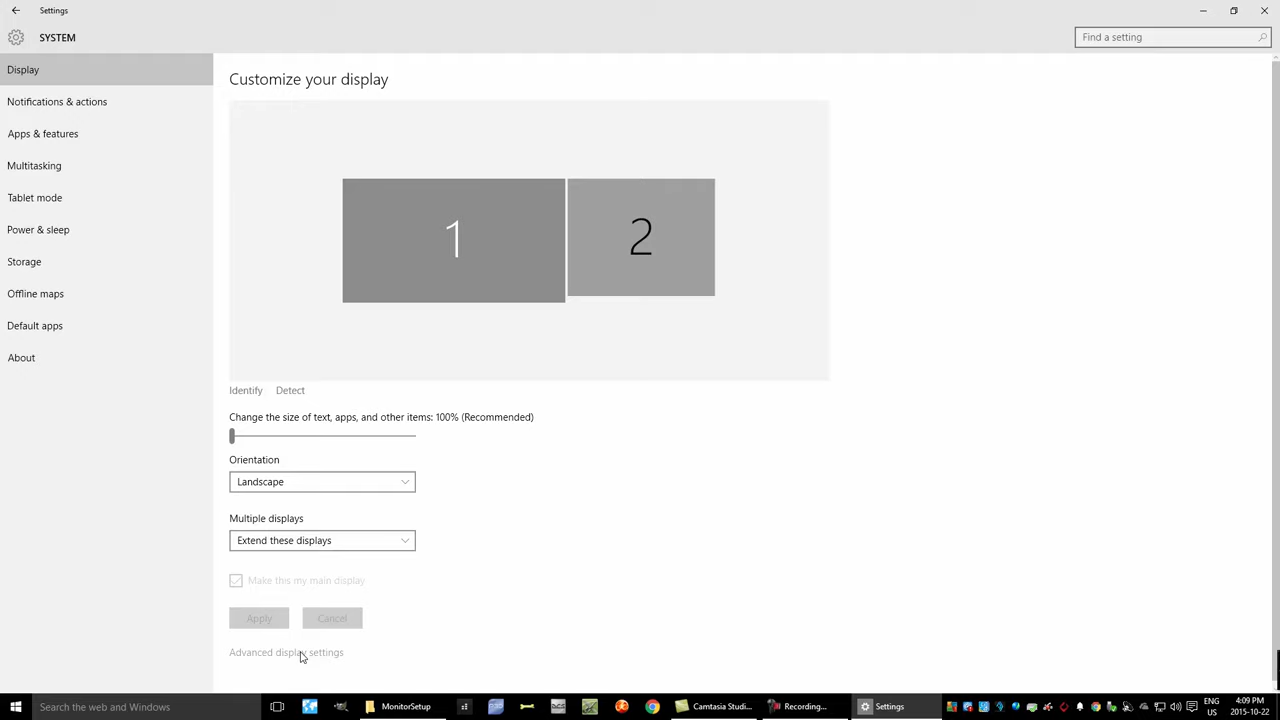 Settings
SYSTEM
Find a setting
Display
Notifications & actions
Apps & features
Multitasking
Tablet mode
Power & sleep
Storage
Offline maps
Default apps
About
Customize your display
1
2
Identify Detect
Change the size of text, apps, and other items: 100% (Recommended)
Orientation
Landscape
Multiple displays
Extend these displays
Make this my main display
Apply Cancel
Advanced display settings
Search the web and Windows
MonitorSetup
Camtasia Studi...
Recording...
Settings
ENG
US
4:09 PM
2015-10-22